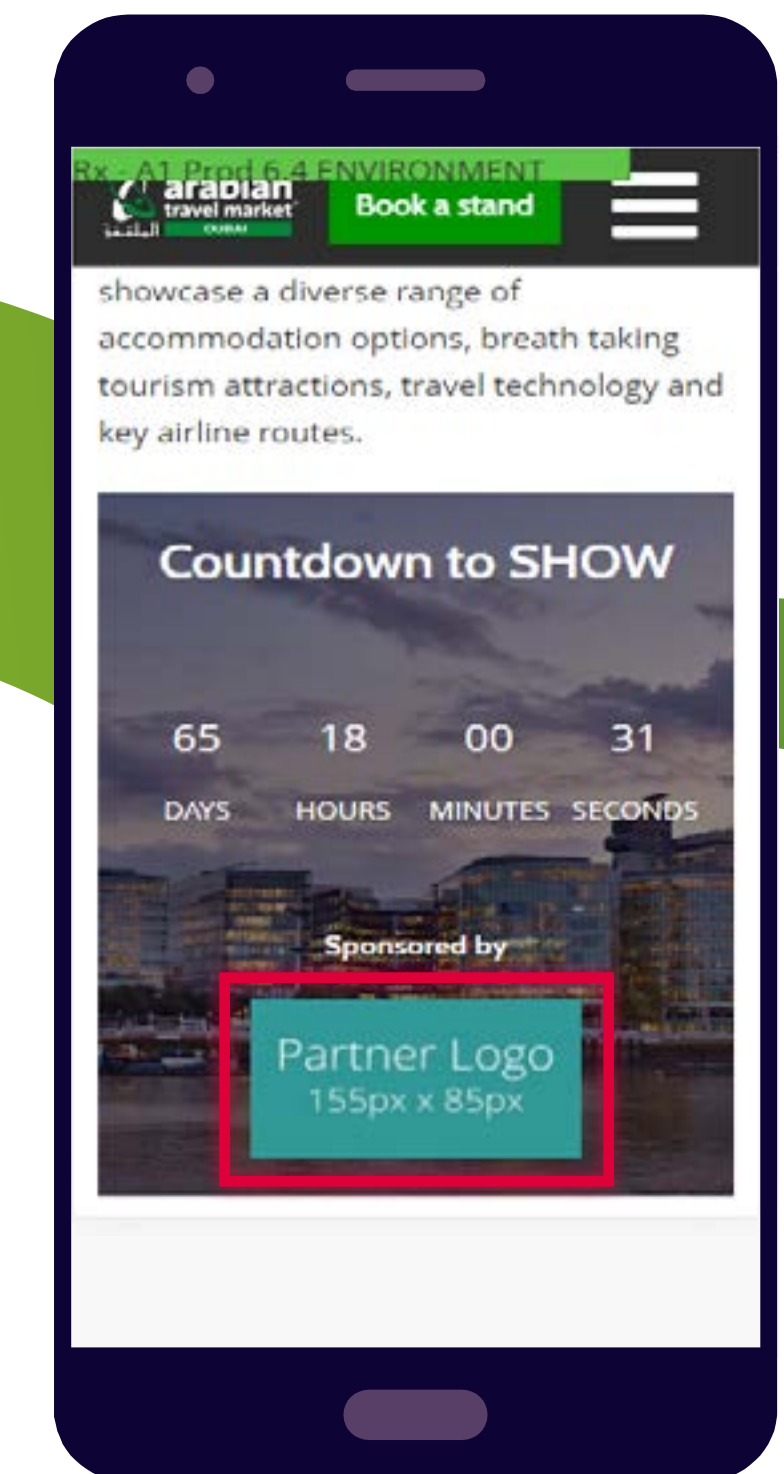 Rx - A1 Prod 6.4 ENVIRONMENT
arabian
travel market
DUBAI
Book a stand
showcase a diverse range of
accommodation options, breath taking
tourism attractions, travel technology and
key airline routes.
Countdown to SHOW
65 18 00 31
DAYS HOURS MINUTES SECONDS
Sponsored by
Partner Logo
155px x 85px